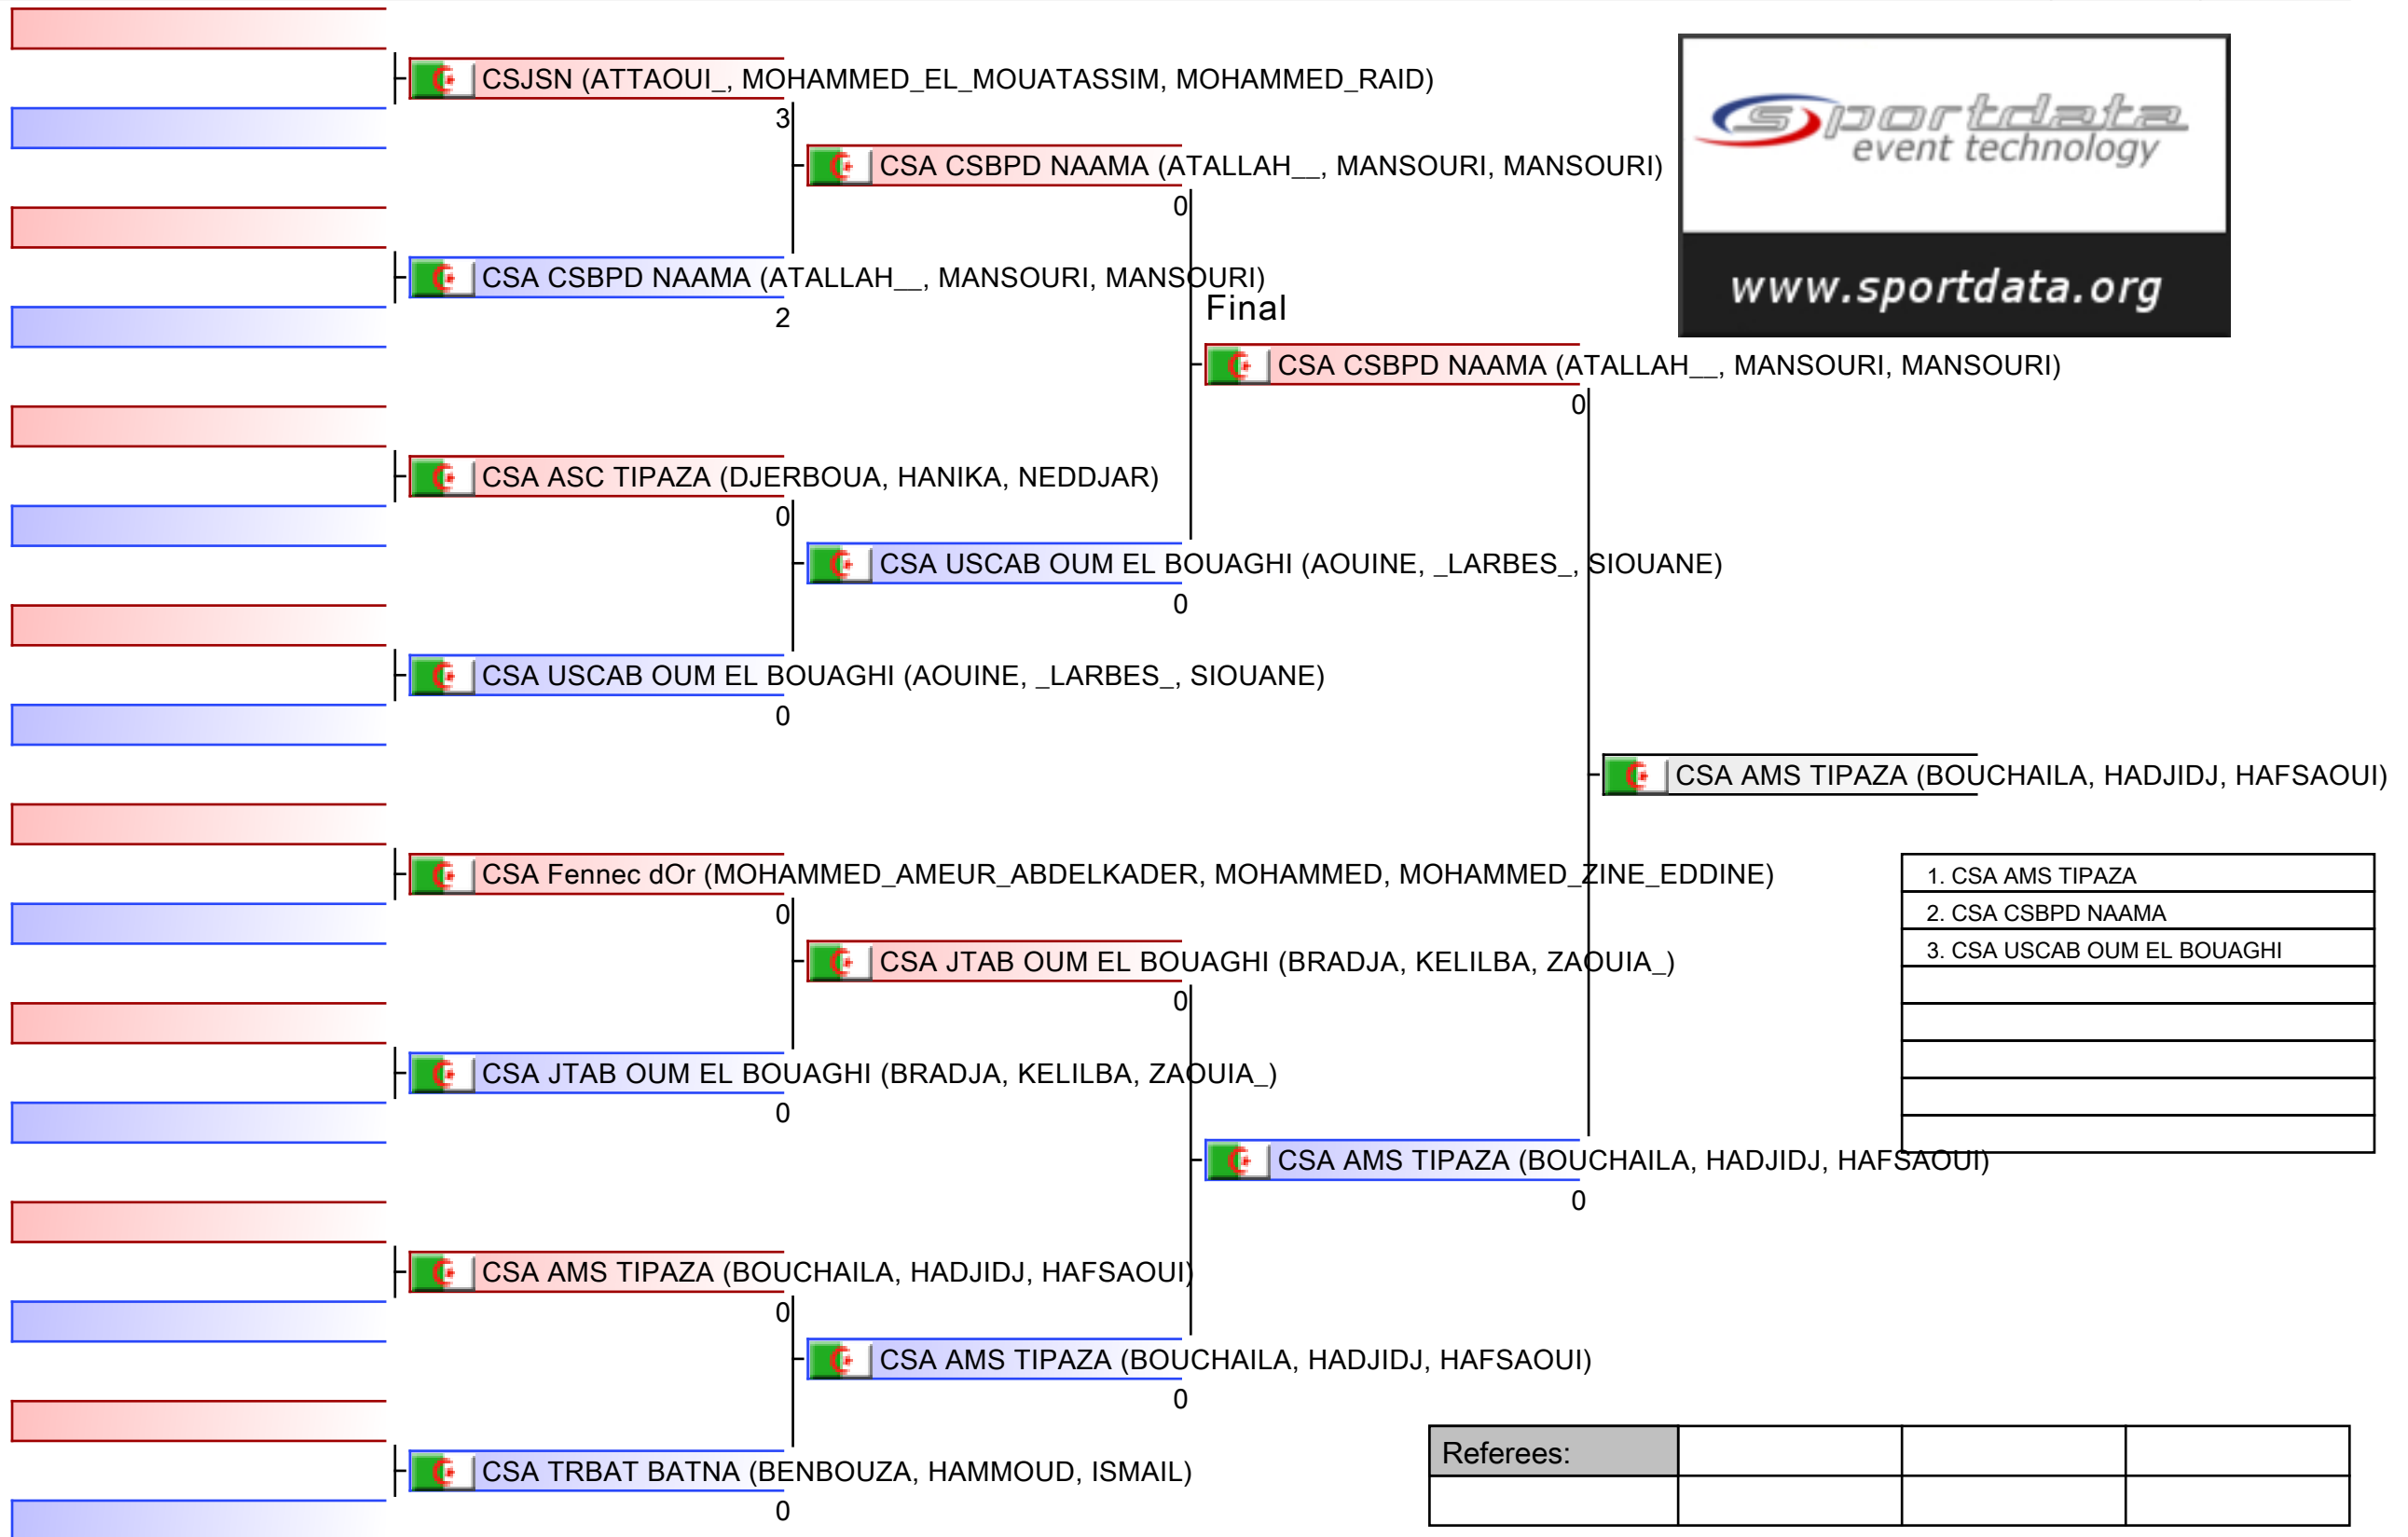 CSJSN (ATTAOUI_, MOHAMMED_EL_MOUATASSIM, MOHAMMED_RAID)
3
CSA CSBPD NAAMA (ATALLAH__, MANSOURI, MANSOURI)
0
CSA CSBPD NAAMA (ATALLAH__, MANSOURI, MANSOURI)
2
Final
CSA CSBPD NAAMA (ATALLAH__, MANSOURI, MANSOURI)
0
CSA ASC TIPAZA (DJERBOUA, HANIKA, NEDDJAR)
0
CSA USCAB OUM EL BOUAGHI (AOUINE, _LARBES_, SIOUANE)
0
CSA USCAB OUM EL BOUAGHI (AOUINE, _LARBES_, SIOUANE)
0
CSA AMS TIPAZA (BOUCHAILA, HADJIDJ, HAFSAOUI)
CSA Fennec dOr (MOHAMMED_AMEUR_ABDELKADER, MOHAMMED, MOHAMMED_ZINE_EDDINE)
0
CSA JTAB OUM EL BOUAGHI (BRADJA, KELILBA, ZAOUIA_)
0
CSA JTAB OUM EL BOUAGHI (BRADJA, KELILBA, ZAOUIA_)
0
CSA AMS TIPAZA (BOUCHAILA, HADJIDJ, HAFSAOUI)
0
CSA AMS TIPAZA (BOUCHAILA, HADJIDJ, HAFSAOUI)
0
CSA AMS TIPAZA (BOUCHAILA, HADJIDJ, HAFSAOUI)
0
CSA TRBAT BATNA (BENBOUZA, HAMMOUD, ISMAIL)
0
sportdata
event technology
www.sportdata.org
1. CSA AMS TIPAZA
2. CSA CSBPD NAAMA
3. CSA USCAB OUM EL BOUAGHI
Referees: